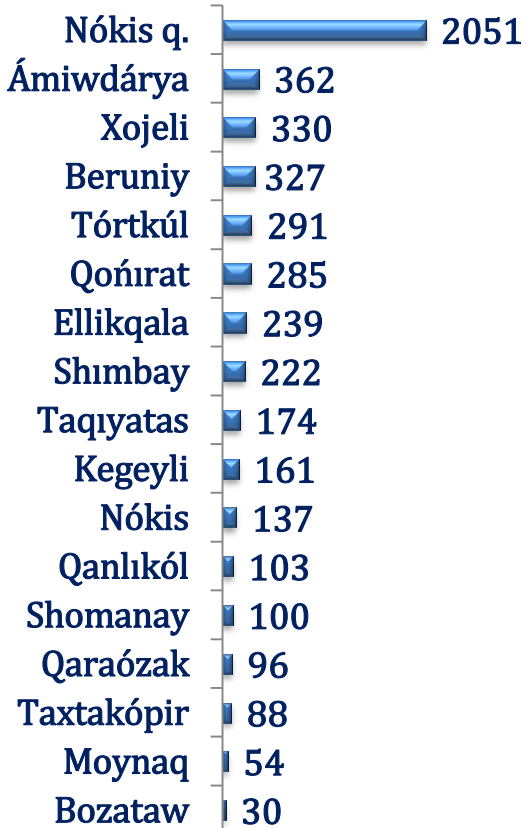 Nókis q. 2051
Ámiwdárya 362
Xojeli 330
Beruniy 327
Tórtkúl 291
Qońırat 285
Ellikqala 239
Shımbay 222
Taqıyatas 174
Kegeyli 161
Nókis 137
Qanlıkól 103
Shomanay 100
Qaraózak 96
Taxtakópir 88
Moynaq 54
Bozataw 30